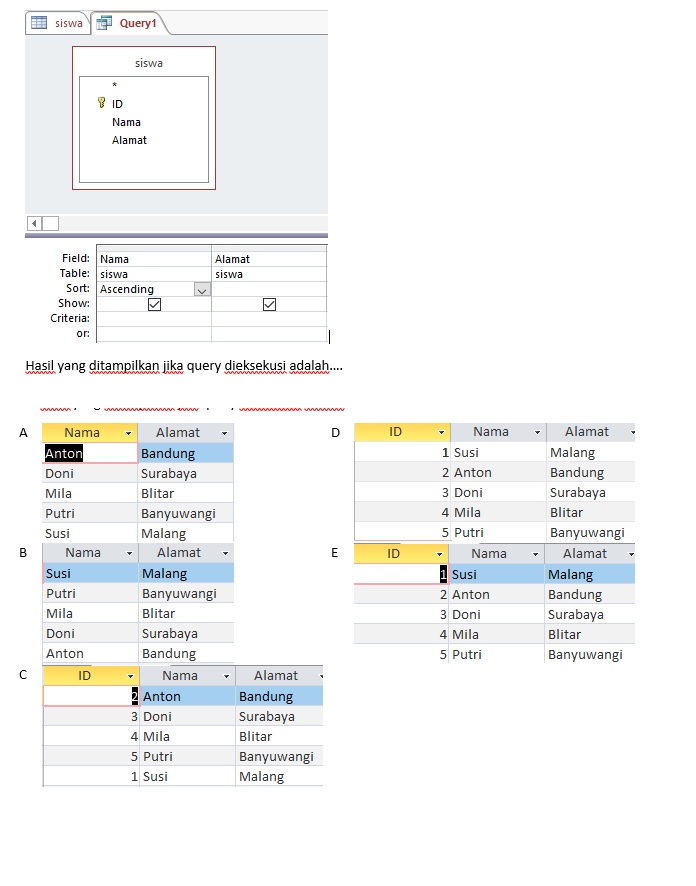 siswa Query1
siswa
*
ID
Nama
Alamat
Field: Nama Alamat
Table: siswa siswa
Sort: Ascending
Show:
Criteria:
or:
Hasil yang ditampilkan jika query dieksekusi adalah....
A Nama Alamat
Anton Bandung
Doni Surabaya
Mila Blitar
Putri Banyuwangi
Susi Malang
B Nama Alamat
Susi Malang
Putri Banyuwangi
Mila Blitar
Doni Surabaya
Anton Bandung
C ID Nama Alamat
2 Anton Bandung
3 Doni Surabaya
4 Mila Blitar
5 Putri Banyuwangi
1 Susi Malang
D ID Nama Alamat
1 Susi Malang
2 Anton Bandung
3 Doni Surabaya
4 Mila Blitar
5 Putri Banyuwangi
E ID Nama Alamat
1 Susi Malang
2 Anton Bandung
3 Doni Surabaya
4 Mila Blitar
5 Putri Banyuwangi